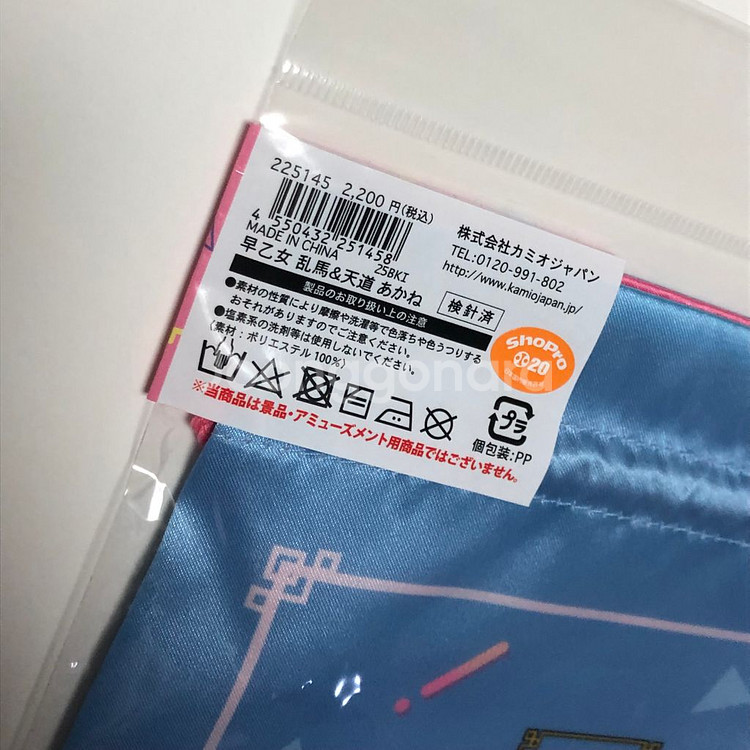 225145 2,200円(税込)
4 550432 251458
MADE IN CHINA 25BKI
早乙女 乱馬&天道 あかね
株式会社カミオジャパン
TEL:0120-991-802
http://www.kamiojapan.jp/
製品のお取り扱い上の注意
検針済
●素材の性質により摩擦や洗濯等で色落ちや色うつりする
おそれがありますのでご注意ください。
●塩素系の洗剤等は使用しないでください。
(素材:ポリエステル 100%)
ShoPro
20
プラ
個包装:PP
※当商品は景品・アミューズメント用商品ではございません。